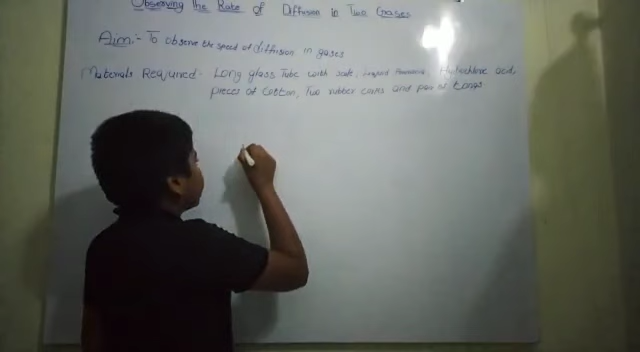 Observing the Rate of Diffusion in Two Gases
Aim:- To observe the speed of diffusion in gases
Materials Required- Long glass Tube with scale, Liquid Ammonia, Hydrochloric acid,
pieces of Cotton, Two rubber corks and pair of tongs